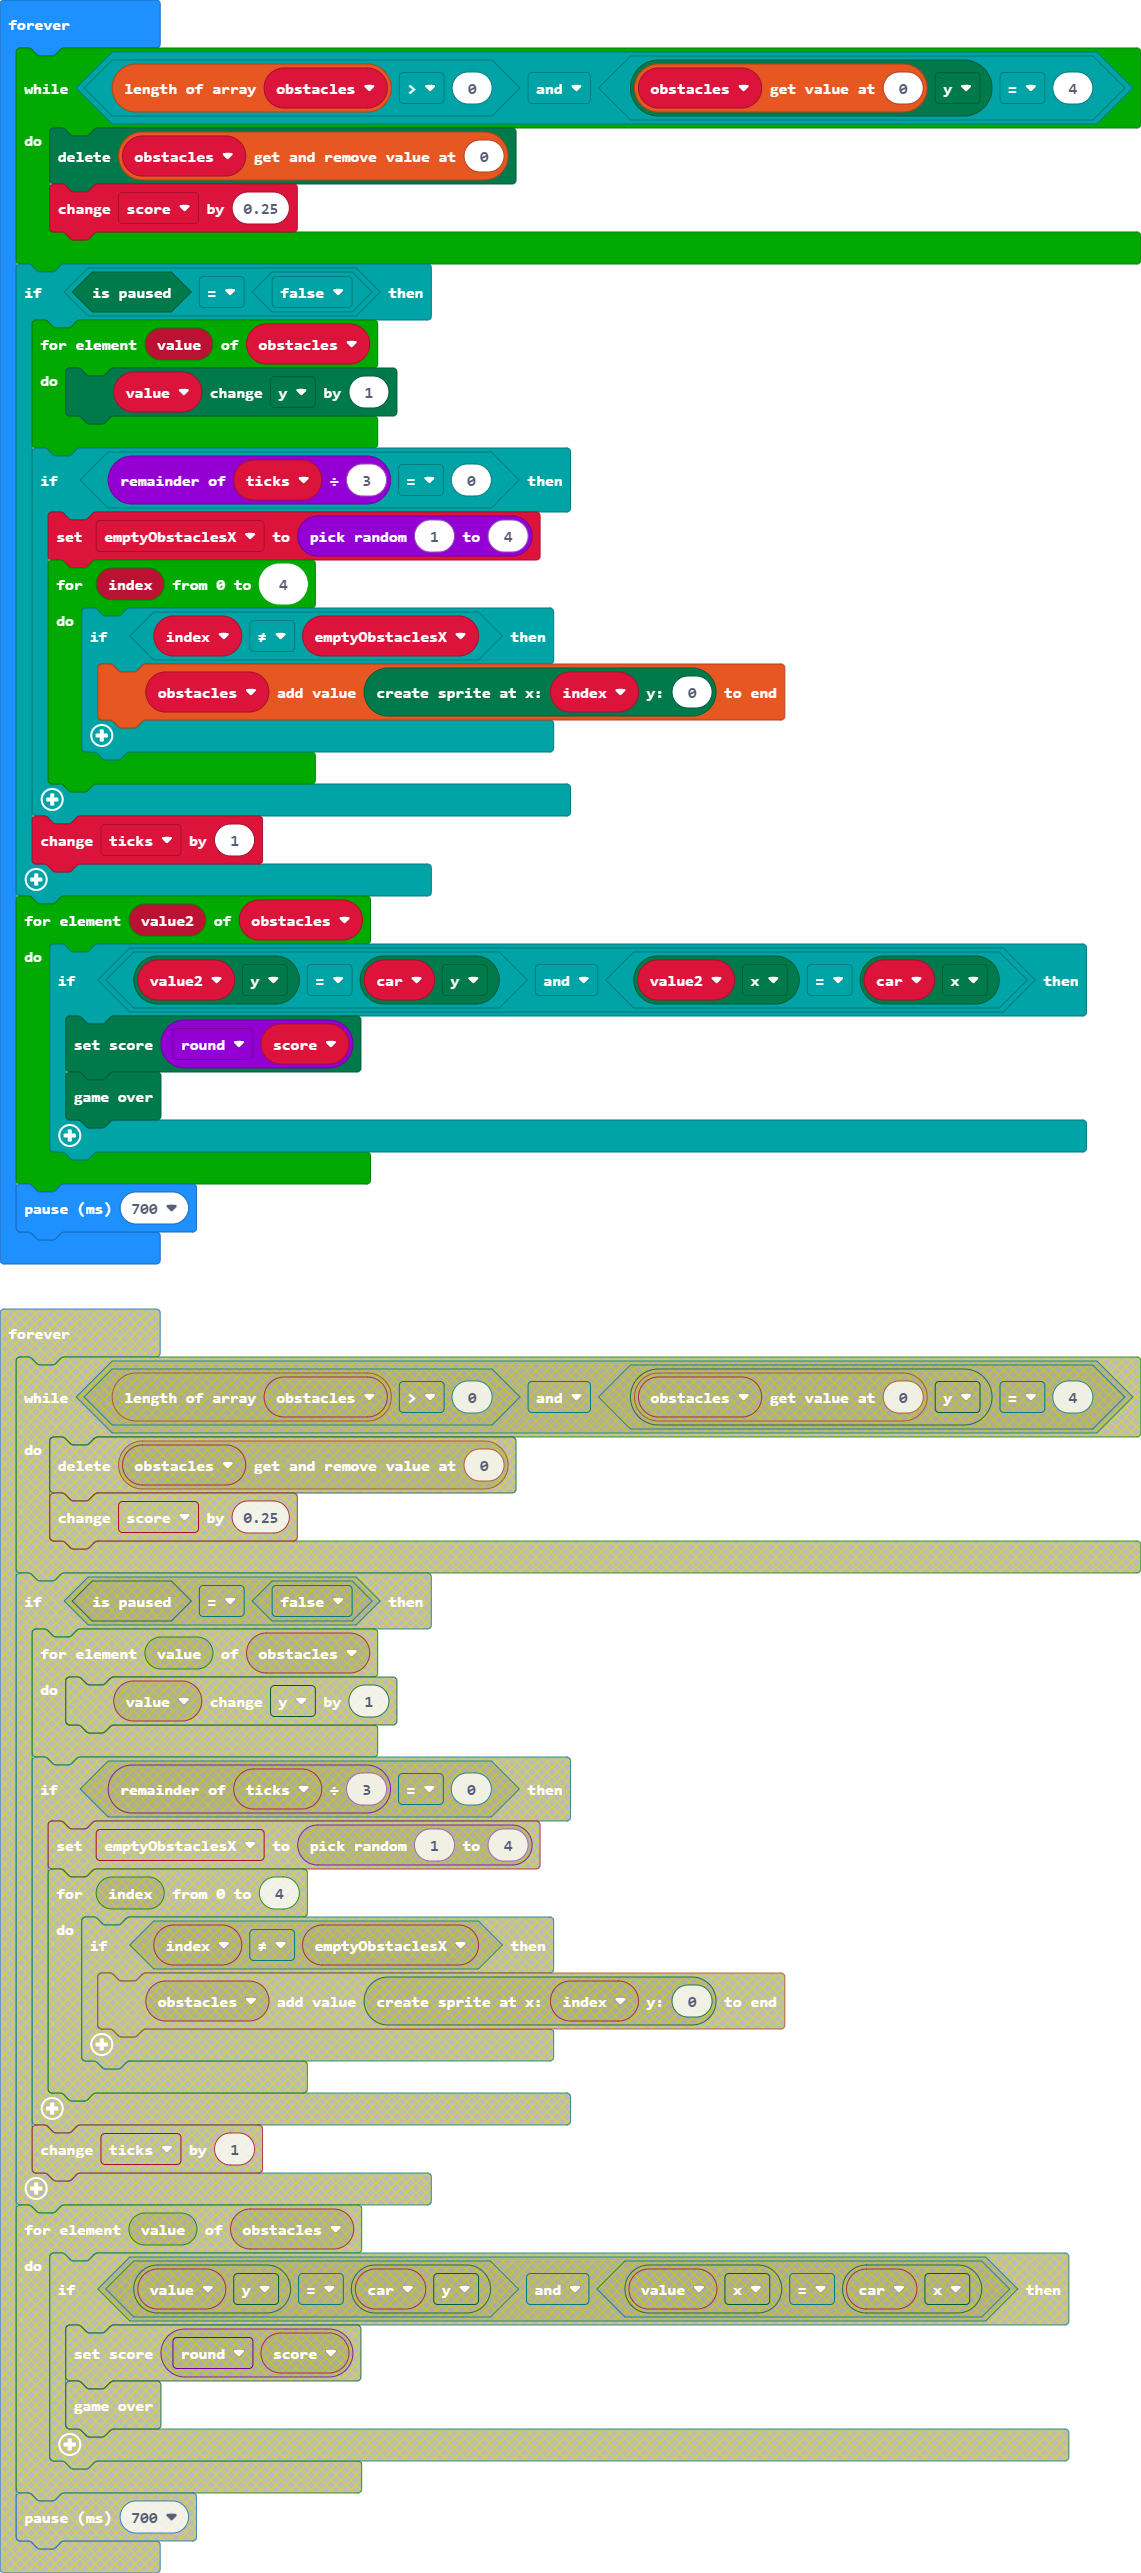 forever
while length of array obstacles > 0 and obstacles get value at 0 y = 4
do
delete obstacles get and remove value at 0
change score by 0.25
if is paused = false then
for element value of obstacles
do
value change y by 1
if remainder of ticks ÷ 3 = 0 then
set emptyObstaclesX to pick random 1 to 4
for index from 0 to 4
do
if index ≠ emptyObstaclesX then
obstacles add value create sprite at x: index y: 0 to end
change ticks by 1
for element value2 of obstacles
do
if value2 y = car y and value2 x = car x then
set score round score
game over
pause (ms) 700
forever
while length of array obstacles > 0 and obstacles get value at 0 y = 4
do
delete obstacles get and remove value at 0
change score by 0.25
if is paused = false then
for element value of obstacles
do
value change y by 1
if remainder of ticks ÷ 3 = 0 then
set emptyObstaclesX to pick random 1 to 4
for index from 0 to 4
do
if index ≠ emptyObstaclesX then
obstacles add value create sprite at x: index y: 0 to end
change ticks by 1
for element value of obstacles
do
if value y = car y and value x = car x then
set score round score
game over
pause (ms) 700